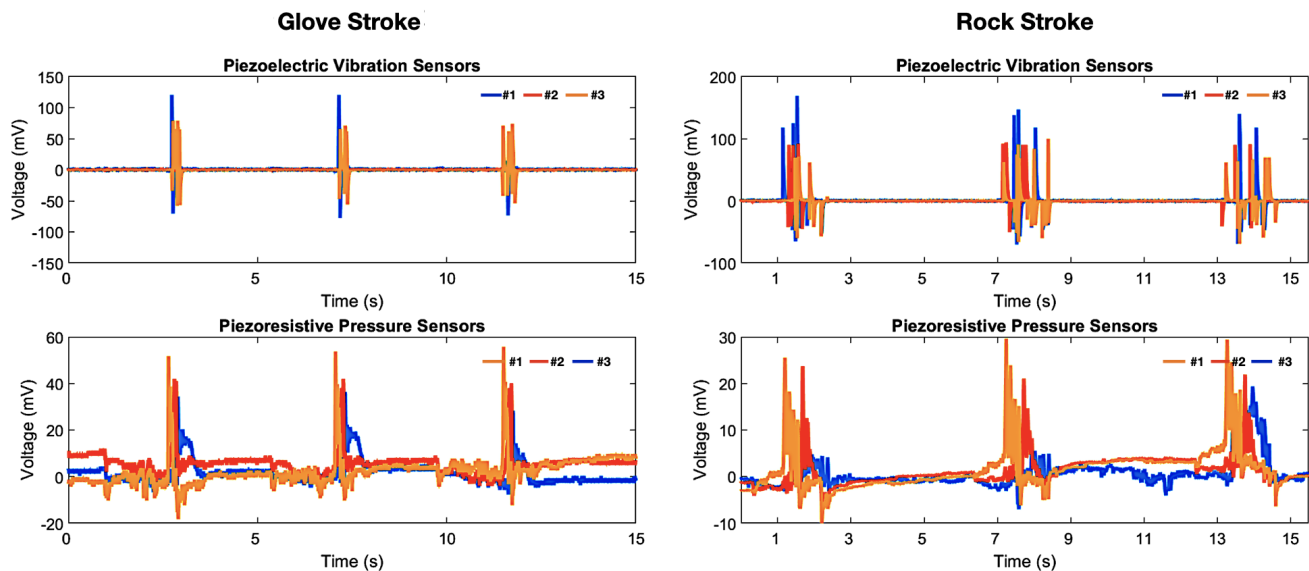 Glove Stroke
Rock Stroke
Piezoelectric Vibration Sensors
#1 #2 #3
Voltage (mV)
150
100
50
0
-50
-100
-150
0 5 10 15
Time (s)
Piezoelectric Vibration Sensors
#1 #2 #3
Voltage (mV)
200
100
0
-100
1 3 5 7 9 11 13 15
Time (s)
Piezoresistive Pressure Sensors
#1 #2 #3
Voltage (mV)
60
40
20
0
-20
0 5 10 15
Time (s)
Piezoresistive Pressure Sensors
#1 #2 #3
Voltage (mV)
30
20
10
0
-10
1 3 5 7 9 11 13 15
Time (s)